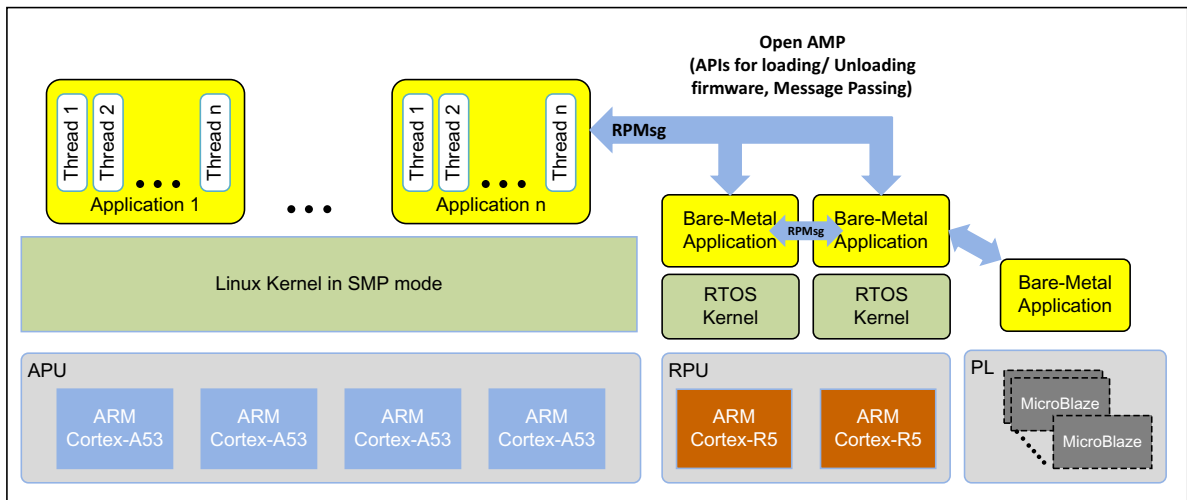 Open AMP
(APIs for loading/ Unloading
firmware, Message Passing)
Thread 1
Thread 2
Thread n
Application 1
Thread 1
Thread 2
Thread n
Application n
RPMsg
Bare-Metal
Application
RPMsg
Bare-Metal
Application
Bare-Metal
Application
Linux Kernel in SMP mode
RTOS
Kernel
RTOS
Kernel
APU
ARM
Cortex-A53
ARM
Cortex-A53
ARM
Cortex-A53
ARM
Cortex-A53
RPU
ARM
Cortex-R5
ARM
Cortex-R5
PL
MicroBlaze
MicroBlaze